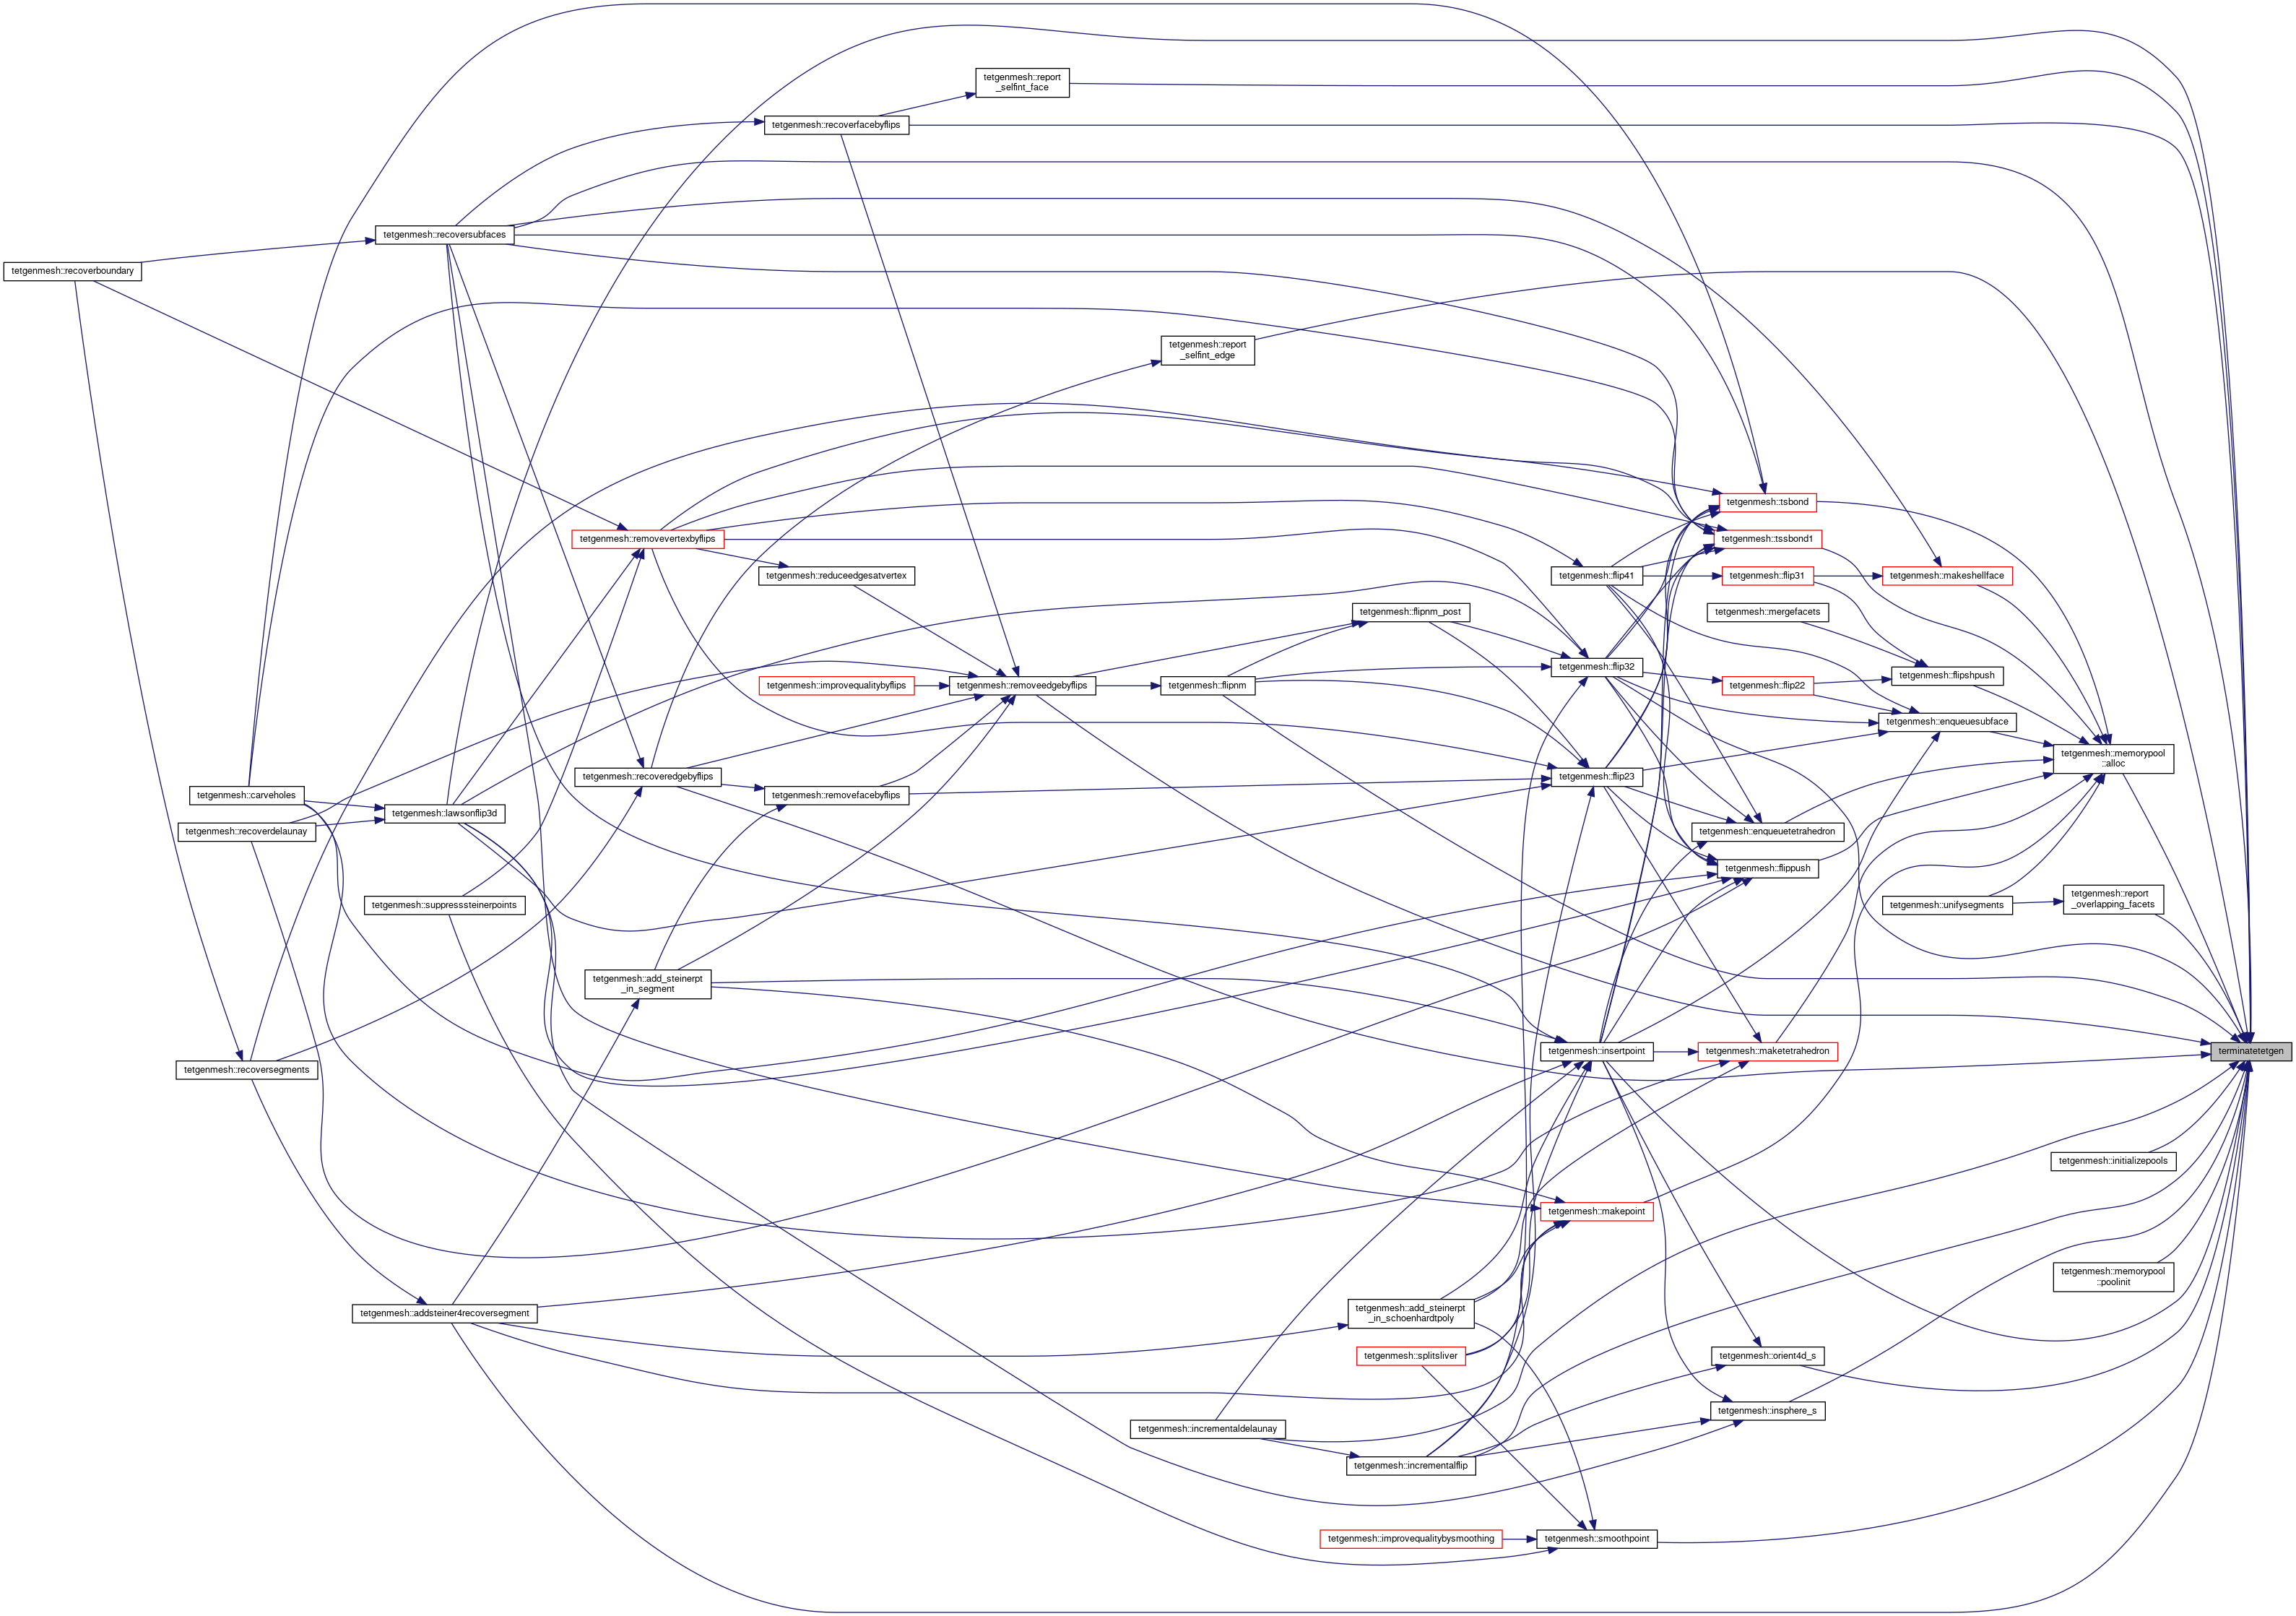 tetgenmesh::report
_selfint_face
tetgenmesh::recoverfacebyflips
tetgenmesh::recoversubfaces
tetgenmesh::recoverboundary
tetgenmesh::report
_selfint_edge
tetgenmesh::tsbond
tetgenmesh::removevertexbyflips
tetgenmesh::tssbond1
tetgenmesh::reduceedgesatvertex
tetgenmesh::flip41
tetgenmesh::flip31
tetgenmesh::makeshellface
tetgenmesh::flipnm_post
tetgenmesh::mergefacets
tetgenmesh::flip32
tetgenmesh::flipshpush
tetgenmesh::improvequalitybyflips
tetgenmesh::removeedgebyflips
tetgenmesh::flipnm
tetgenmesh::flip22
tetgenmesh::enqueuesubface
tetgenmesh::memorypool
::alloc
tetgenmesh::recoveredgebyflips
tetgenmesh::flip23
tetgenmesh::carveholes
tetgenmesh::removefacebyflips
tetgenmesh::lawsonflip3d
tetgenmesh::recoverdelaunay
tetgenmesh::enqueuetetrahedron
tetgenmesh::flippush
tetgenmesh::suppresssteinerpoints
tetgenmesh::unifysegments
tetgenmesh::report
_overlapping_facets
tetgenmesh::add_steinerpt
_in_segment
tetgenmesh::insertpoint
tetgenmesh::maketetrahedron
terminatetetgen
tetgenmesh::recoversegments
tetgenmesh::initializepools
tetgenmesh::makepoint
tetgenmesh::memorypool
::poolinit
tetgenmesh::addsteiner4recoversegment
tetgenmesh::add_steinerpt
_in_schoenhardtpoly
tetgenmesh::splitsliver
tetgenmesh::orient4d_s
tetgenmesh::insphere_s
tetgenmesh::incrementaldelaunay
tetgenmesh::incrementalflip
tetgenmesh::improvequalitybysmoothing
tetgenmesh::smoothpoint